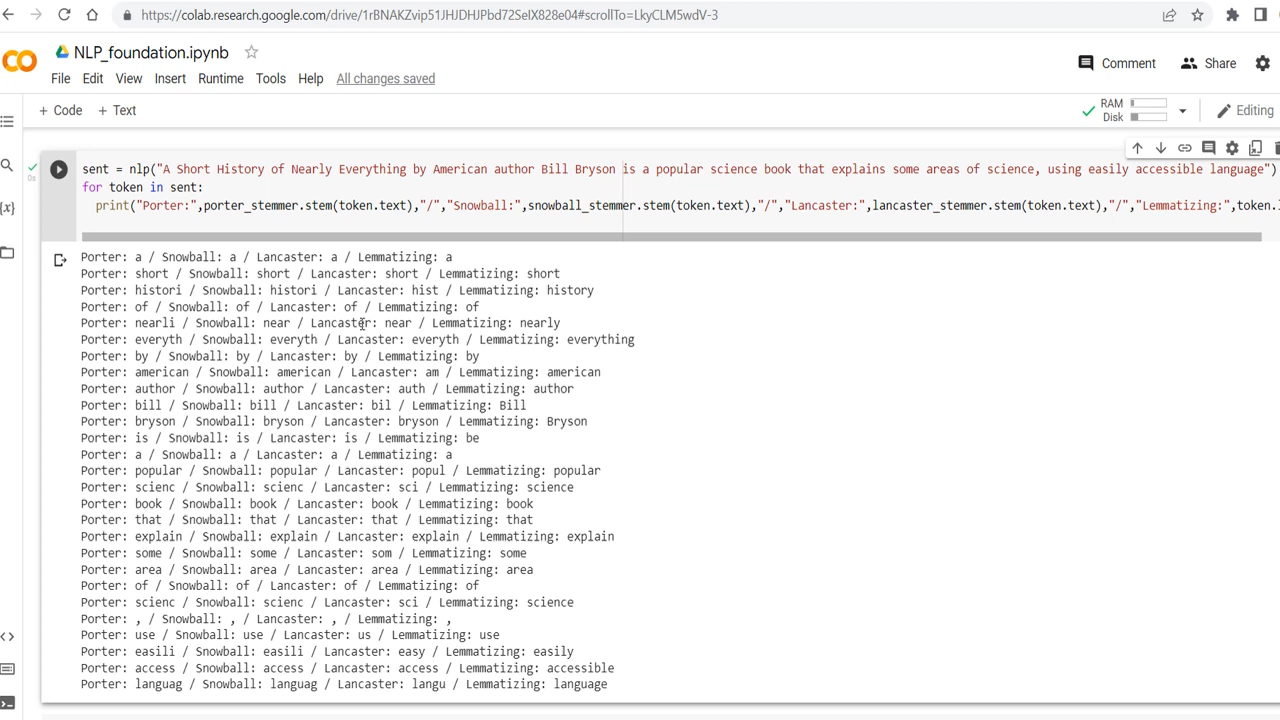 https://colab.research.google.com/drive/1rBNAKZvip51JHJDHJPbd72SeIX828e04#scrollTo=LkyCLM5wdV-3
NLP_foundation.ipynb
File Edit View Insert Runtime Tools Help All changes saved
Comment Share
+ Code + Text
RAM
Disk
Editing
sent = nlp("A Short History of Nearly Everything by American author Bill Bryson is a popular science book that explains some areas of science, using easily accessible language")
0s
for token in sent:
print("Porter:",porter_stemmer.stem(token.text),"/","Snowball:",snowball_stemmer.stem(token.text),"/","Lancaster:",lancaster_stemmer.stem(token.text),"/","Lemmatizing:",token.
{x}
Porter: a / Snowball: a / Lancaster: a / Lemmatizing: a
Porter: short / Snowball: short / Lancaster: short / Lemmatizing: short
Porter: histori / Snowball: histori / Lancaster: hist / Lemmatizing: history
Porter: of / Snowball: of / Lancaster: of / Lemmatizing: of
Porter: nearli / Snowball: near / Lancaster: near / Lemmatizing: nearly
Porter: everyth / Snowball: everyth / Lancaster: everyth / Lemmatizing: everything
Porter: by / Snowball: by / Lancaster: by / Lemmatizing: by
Porter: american / Snowball: american / Lancaster: am / Lemmatizing: american
Porter: author / Snowball: author / Lancaster: auth / Lemmatizing: author
Porter: bill / Snowball: bill / Lancaster: bil / Lemmatizing: Bill
Porter: bryson / Snowball: bryson / Lancaster: bryson / Lemmatizing: Bryson
Porter: is / Snowball: is / Lancaster: is / Lemmatizing: be
Porter: a / Snowball: a / Lancaster: a / Lemmatizing: a
Porter: popular / Snowball: popular / Lancaster: popul / Lemmatizing: popular
Porter: scienc / Snowball: scienc / Lancaster: sci / Lemmatizing: science
Porter: book / Snowball: book / Lancaster: book / Lemmatizing: book
Porter: that / Snowball: that / Lancaster: that / Lemmatizing: that
Porter: explain / Snowball: explain / Lancaster: explain / Lemmatizing: explain
Porter: some / Snowball: some / Lancaster: som / Lemmatizing: some
Porter: area / Snowball: area / Lancaster: area / Lemmatizing: area
Porter: of / Snowball: of / Lancaster: of / Lemmatizing: of
Porter: scienc / Snowball: scienc / Lancaster: sci / Lemmatizing: science
Porter: , / Snowball: , / Lancaster: , / Lemmatizing: ,
Porter: use / Snowball: use / Lancaster: us / Lemmatizing: use
Porter: easili / Snowball: easili / Lancaster: easy / Lemmatizing: easily
Porter: access / Snowball: access / Lancaster: access / Lemmatizing: accessible
Porter: languag / Snowball: languag / Lancaster: langu / Lemmatizing: language